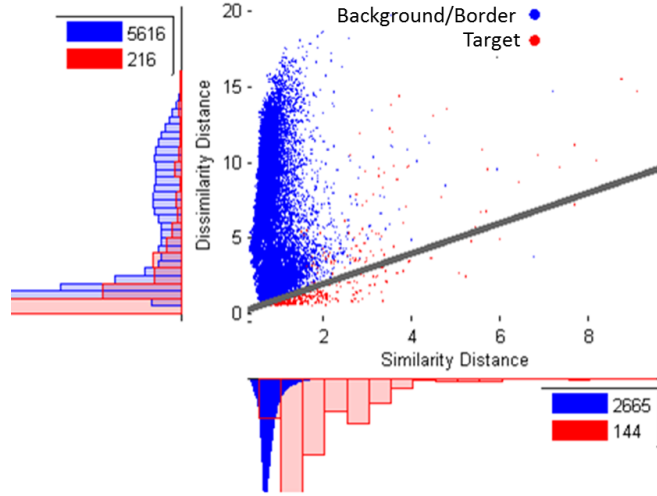 5616
216
Background/Border
Target
20
15
10
5
0
Dissimilarity Distance
2 4 6 8
Similarity Distance
2665
144